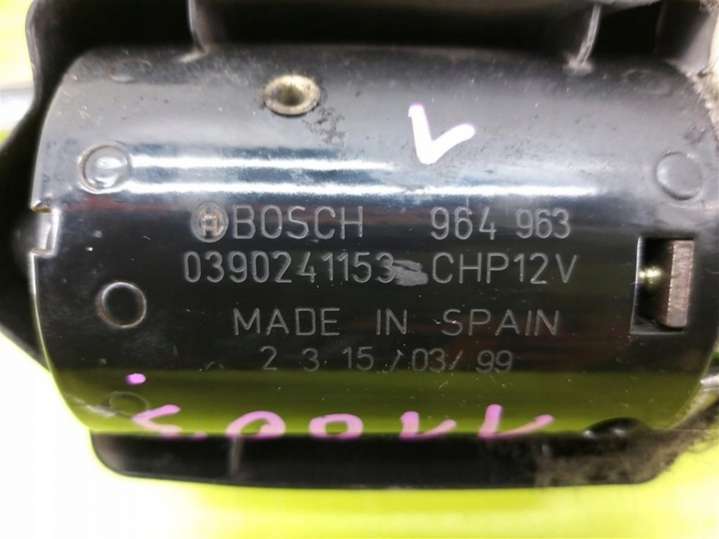 BOSCH 964 963
0390241153 CHP12V
MADE IN SPAIN
2 3 15/03/99